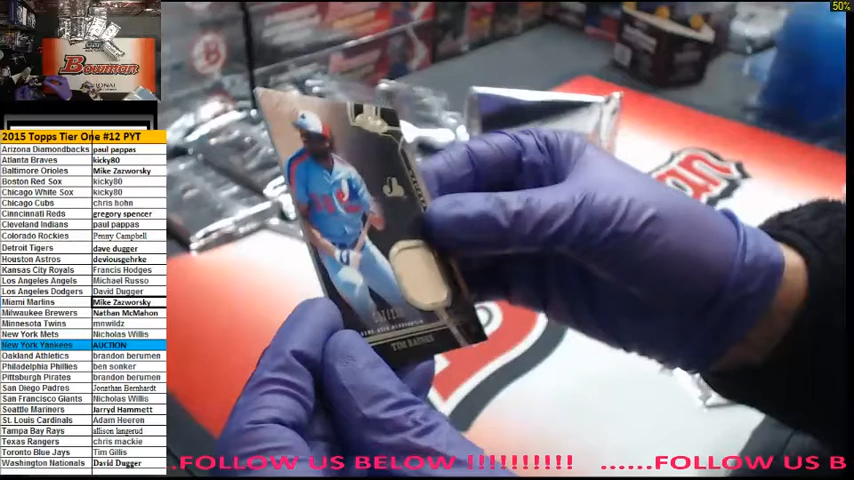 50%
Bowman
2015 Topps Tier One #12 PYT
Arizona Diamondbacks paul pappas
Atlanta Braves kicky80
Baltimore Orioles Mike Zazworsky
Boston Red Sox kicky80
Chicago White Sox kicky80
Chicago Cubs chris hohn
Cinncinati Reds gregory spencer
Cleveland Indians paul pappas
Colorado Rockies Penny Campbell
Detroit Tigers dave dugger
Houston Astros deviousgehrke
Kansas City Royals Francis Hodges
Los Angeles Angels Michael Russo
Los Angeles Dodgers David Dugger
Miami Marlins Mike Zazworsky
Milwaukee Brewers Nathan McMahon
Minnesota Twins mnwildz
New York Mets Nicholas Willis
New York Yankees AUCTION
Oakland Athletics brandon berumen
Philadelphia Phillies ben sonker
Pittsburgh Pirates brandon berumen
San Diego Padres Jonathan Bernhardt
San Francisco Giants Nicholas Willis
Seattle Mariners Jarryd Hammett
St. Louis Cardinals Adam Heeren
Tampa Bay Rays allison langerud
Texas Rangers chris mackie
Toronto Blue Jays Tim Gillis
Washington Nationals David Dugger
TIM RAINES
.FOLLOW US BELOW !!!!!!!!!! ......FOLLOW US B